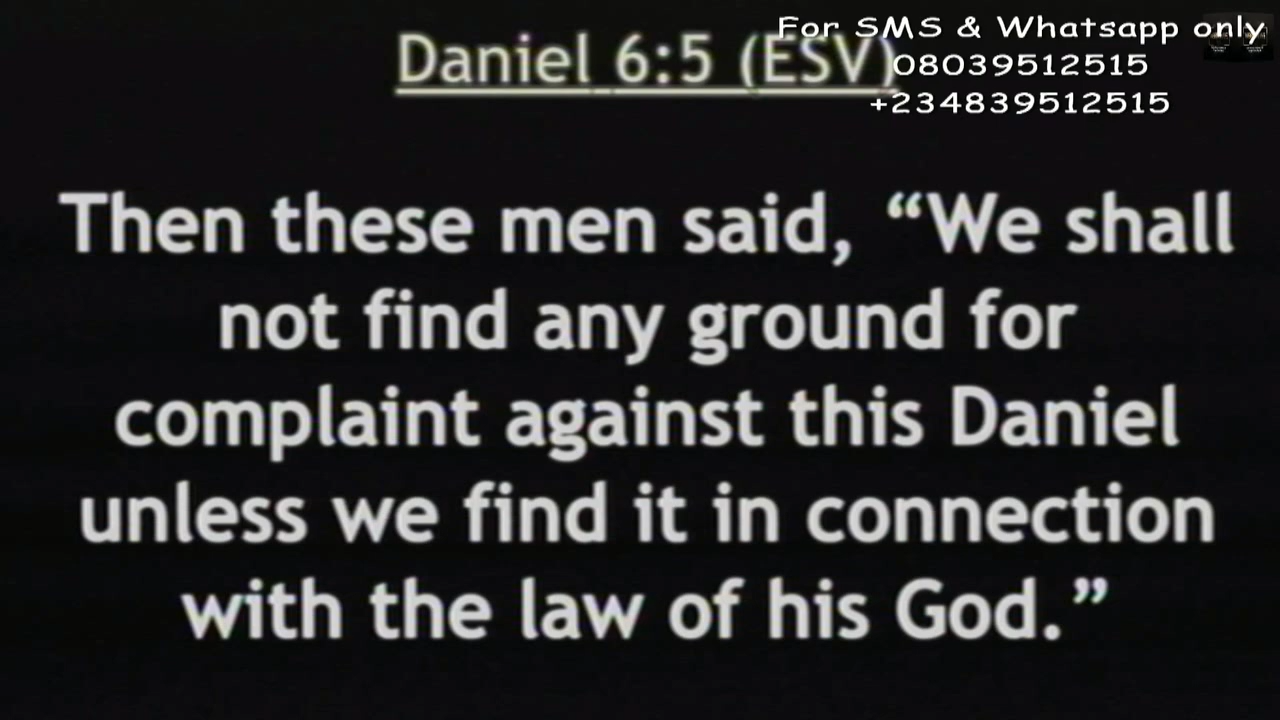 For SMS & Whatsapp only
Daniel 6:5 (ESV)
08039512515
+234839512515
Then these men said, “We shall
not find any ground for
complaint against this Daniel
unless we find it in connection
with the law of his God.”